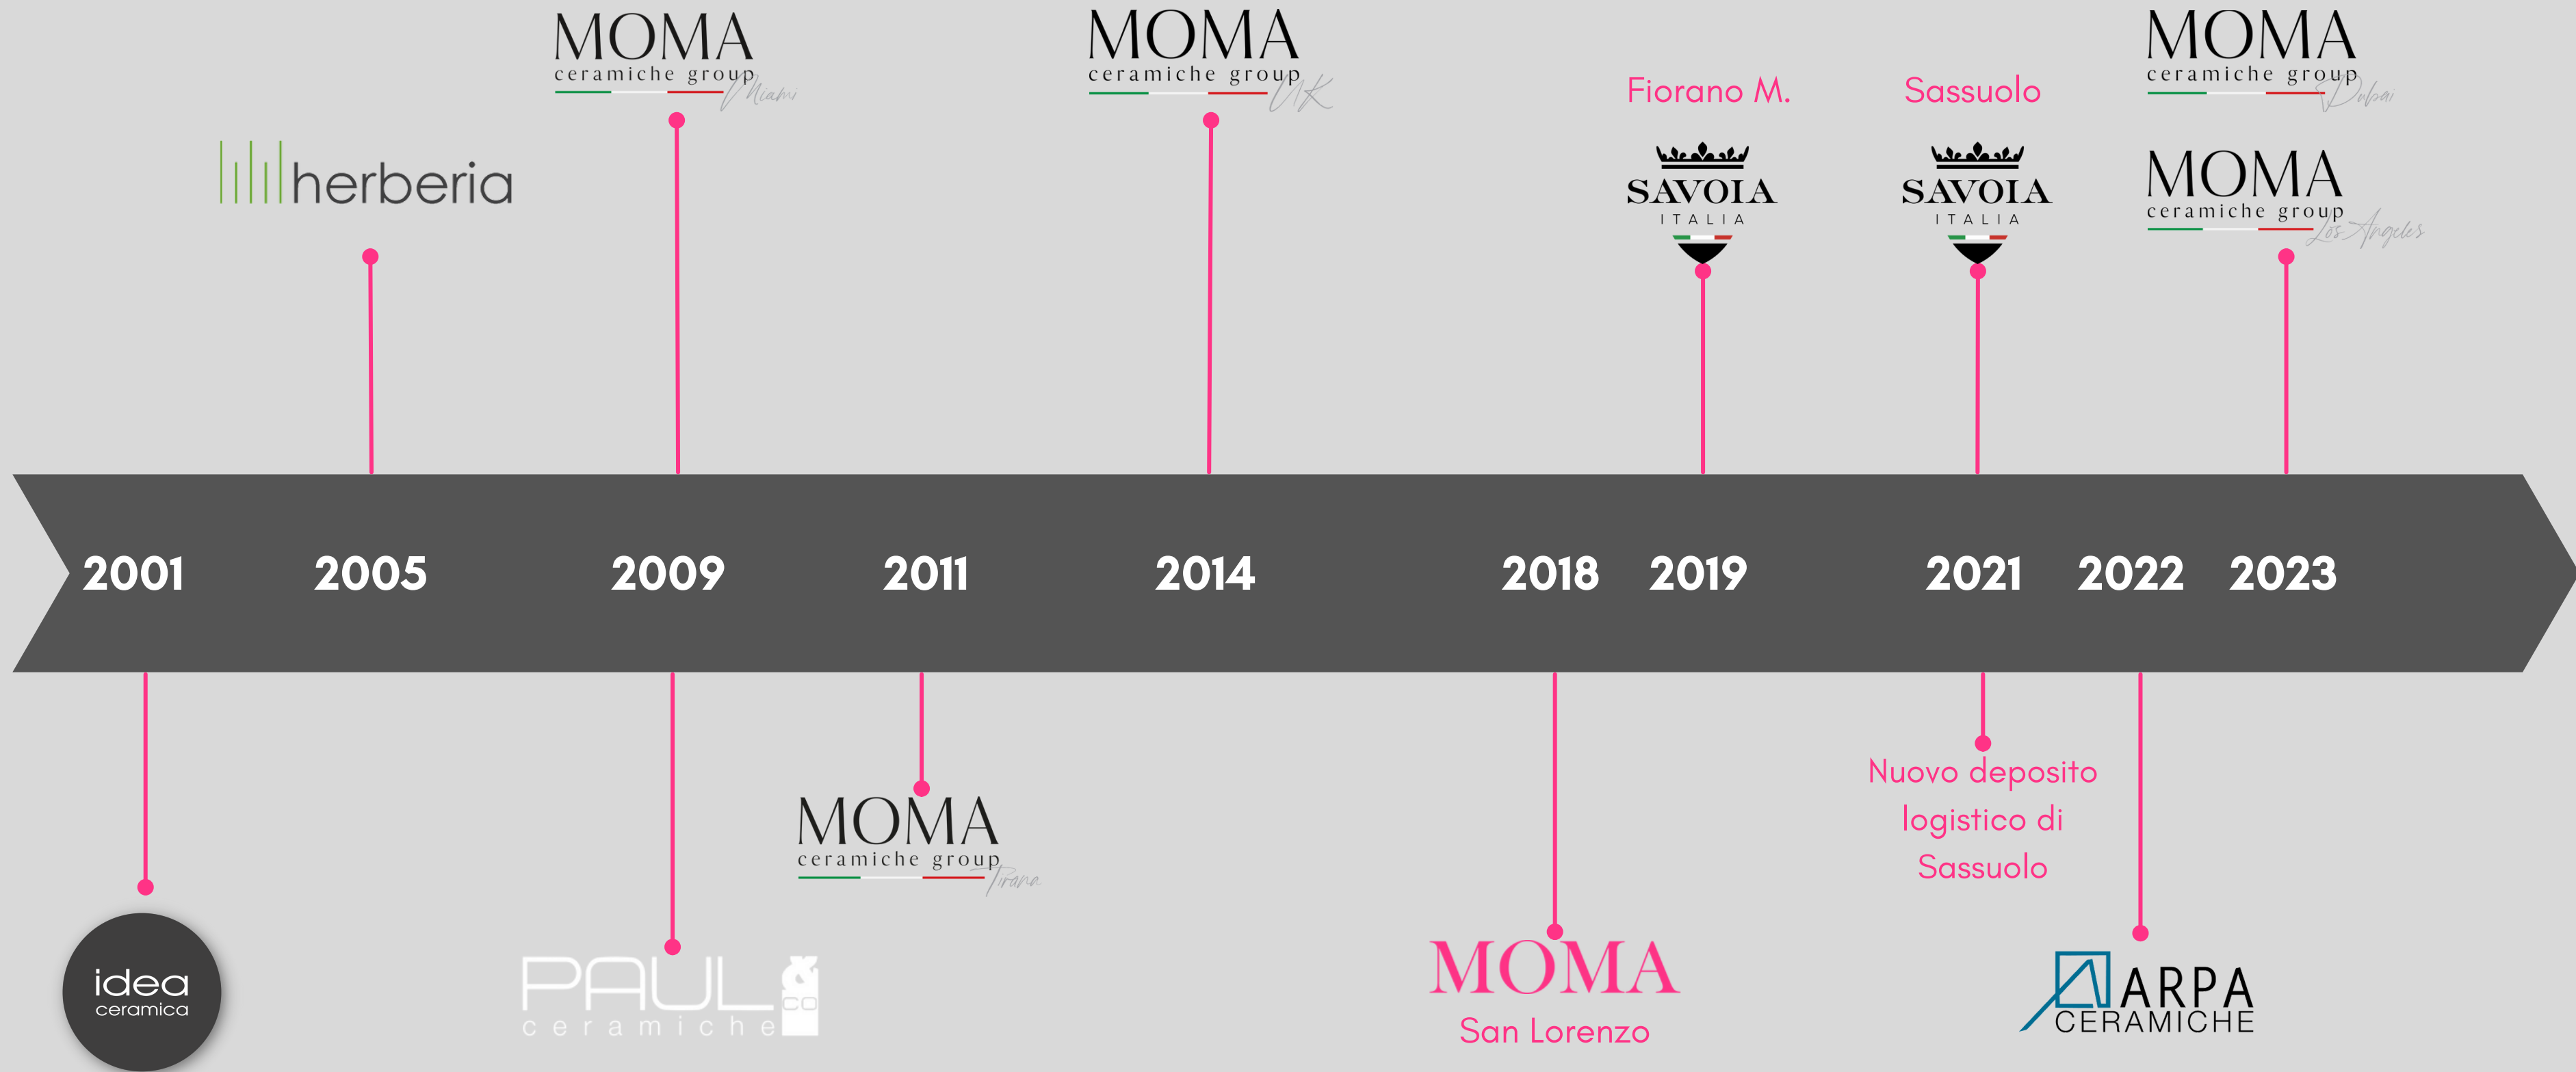 MOMA
ceramiche group
Miami
MOMA
ceramiche group
UK
MOMA
ceramiche group
Dubai
Fiorano M.
Sassuolo
herberia
SAVOIA
ITALIA
SAVOIA
ITALIA
MOMA
ceramiche group
Los Angeles
2001 2005 2009 2011 2014 2018 2019 2021 2022 2023
Nuovo deposito
logistico di
Sassuolo
MOMA
ceramiche group
Tirana
idea
ceramica
PAUL & CO
ceramiche
MOMA
San Lorenzo
ARPA
CERAMICHE